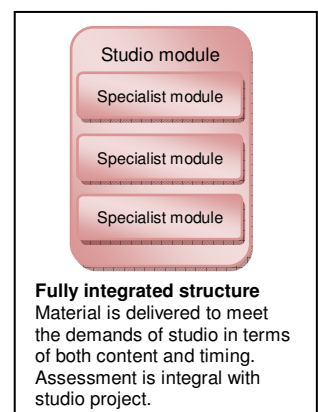 Studio module
Specialist module
Specialist module
Specialist module
Fully integrated structure
Material is delivered to meet
the demands of studio in terms
of both content and timing.
Assessment is integral with
studio project.